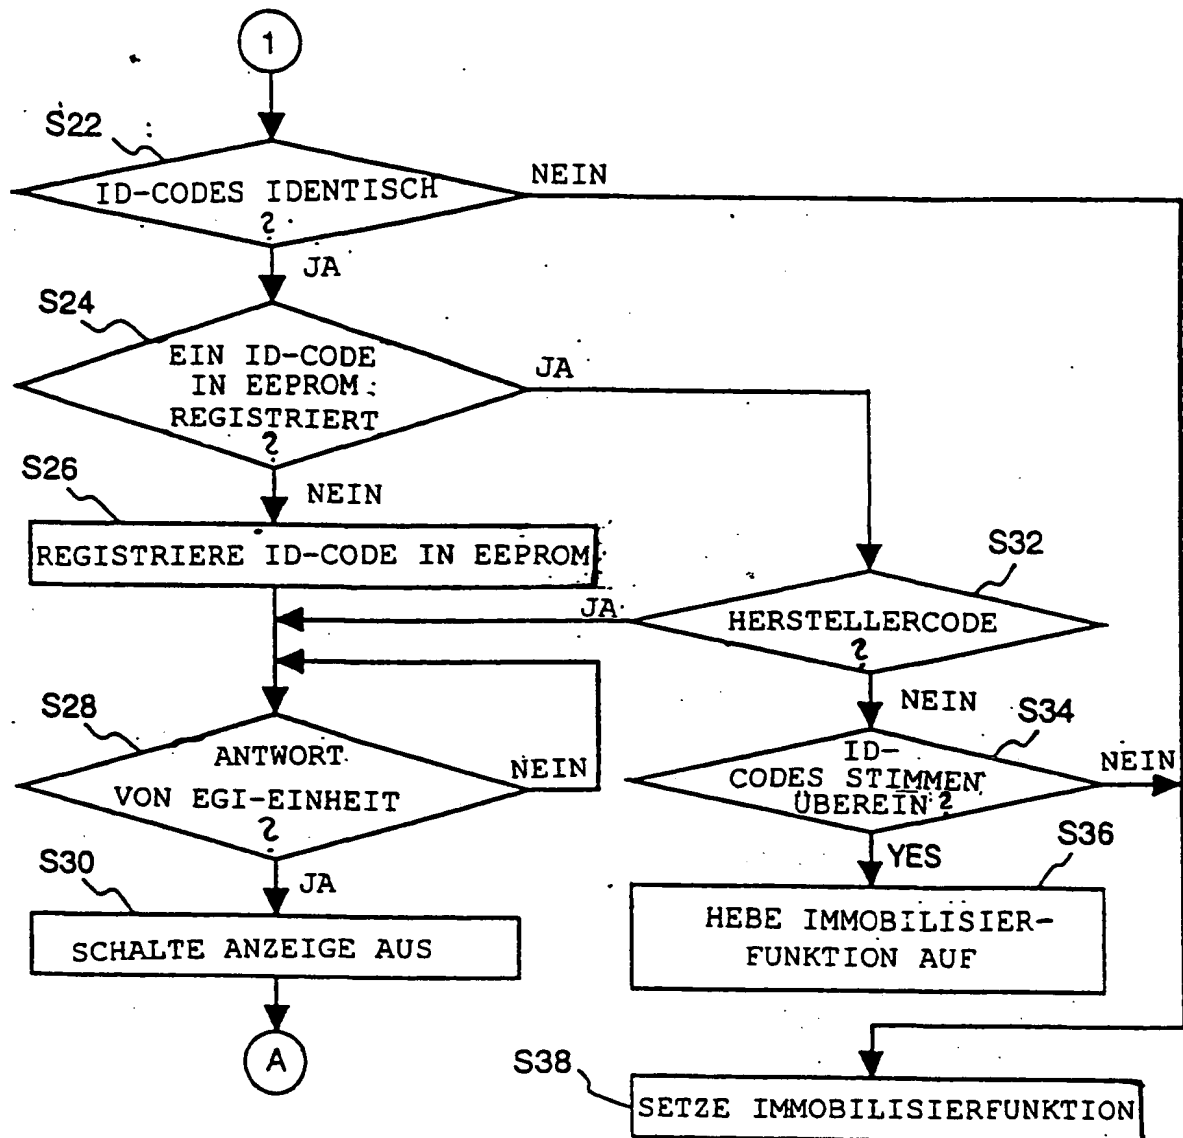 1
S22
ID-CODES IDENTISCH
?
NEIN
JA
S24
EIN ID-CODE
IN EEPROM
REGISTRIERT
?
JA
NEIN
S26
REGISTRIERE ID-CODE IN EEPROM
S32
HERSTELLERCODE
?
JA
NEIN
S28
ANTWORT
VON EGI-EINHEIT
?
NEIN
JA
S34
ID-
CODES STIMMEN
ÜBEREIN ?
NEIN
YES
S30
SCHALTE ANZEIGE AUS
S36
HEBE IMMOBILISIER-
FUNKTION AUF
A
S38
SETZE IMMOBILISIERFUNKTION